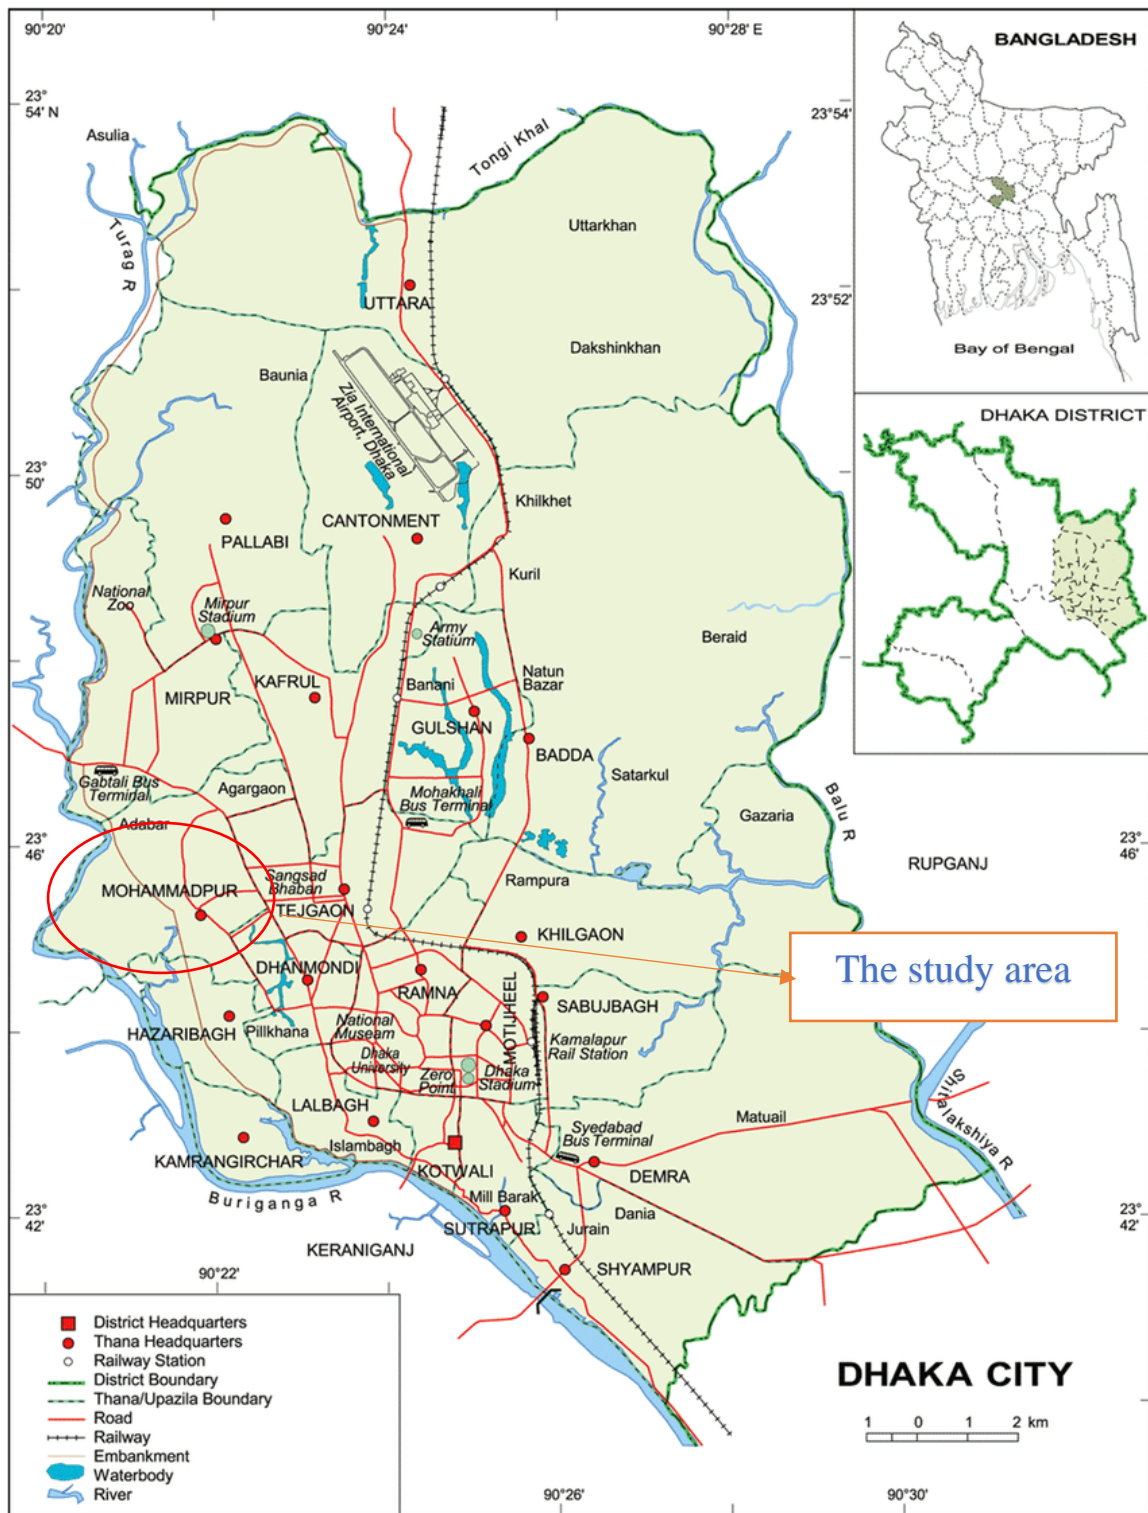 90°20'
90°24'
90°28' E
BANGLADESH
23°
54' N
23°54'
Asulia
Tongi Khal
Turag R
Uttarkhan
UTTARA
23°52'
Dakshinkhan
Bay of Bengal
Baunia
Zia International
Airport, Dhaka
DHAKA DISTRICT
23°
50'
Khilkhet
CANTONMENT
PALLABI
Kuril
National
Zoo
Mirpur
Stadium
Army
Statium
Beraid
KAFRUL
Natun
Bazar
Banani
MIRPUR
GULSHAN
BADDA
Satarkul
Gabtali Bus
Terminal
Agargaon
Mohakhali
Bus Terminal
Gazaria
Balu R
Adabar
23°
46'
23°
46'
RUPGANJ
Sangsad
Bhaban
Rampura
MOHAMMADPUR
TEJGAON
KHILGAON
The study area
DHANMONDI
RAMNA
MOTIJHEEL
SABUJBAGH
HAZARIBAGH
Pillkhana
National
Museam
Kamalapur
Rail Station
Dhaka
University
Zero
Point
Dhaka
Stadium
Shitalakshiya R
LALBAGH
Matuail
Syedabad
Bus Terminal
Islambagh
KAMRANGIRCHAR
KOTWALI
DEMRA
Buriganga R
Mill Barak
Dania
23°
42'
23°
42'
SUTRAPUR
Jurain
KERANIGANJ
SHYAMPUR
90°22'
District Headquarters
Thana Headquarters
Railway Station
District Boundary
Thana/Upazila Boundary
Road
Railway
Embankment
Waterbody
River
DHAKA CITY
1 0 1 2 km
90°26'
90°30'